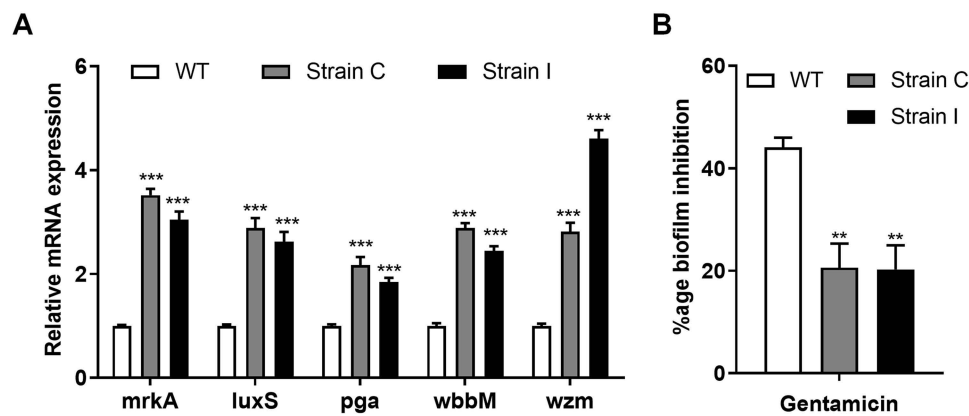 A
Relative mRNA expression
6
4
2
0
WT
Strain C
Strain I
***
***
***
***
***
***
***
***
***
***
mrkA
luxS
pga
wbbM
wzm
B
%age biofilm inhibition
60
40
20
0
WT
Strain C
Strain I
**
**
Gentamicin